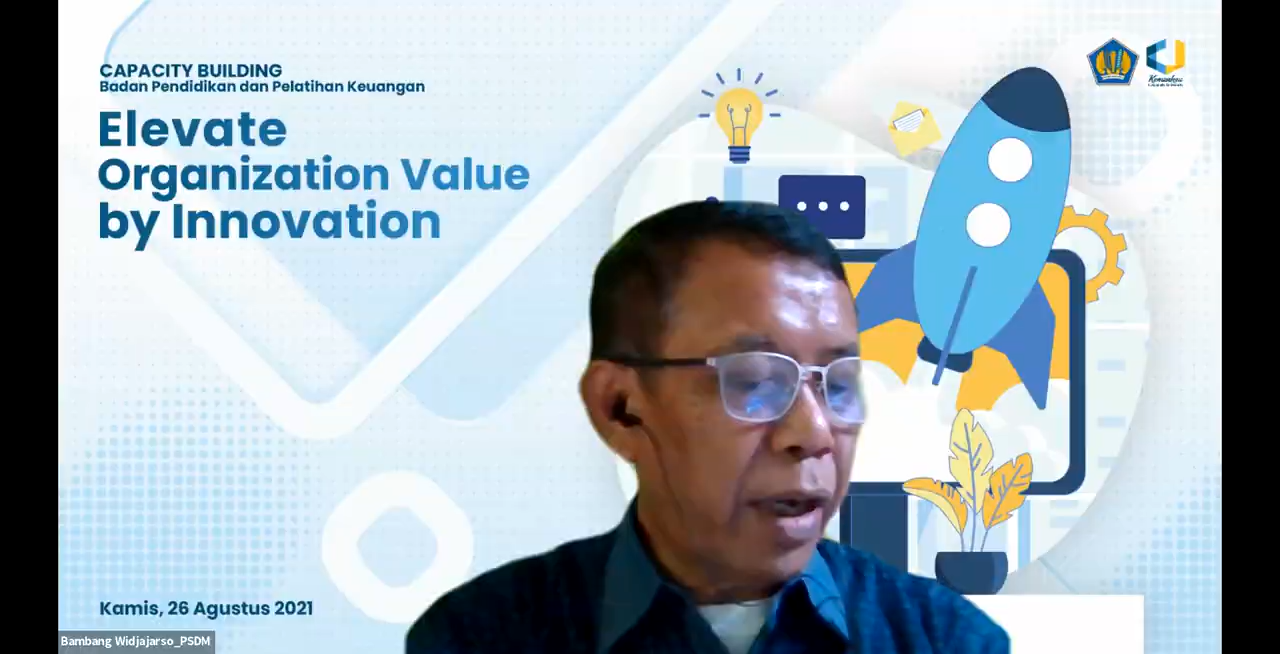 CAPACITY BUILDING
Badan Pendidikan dan Pelatihan Keuangan
Elevate
Organization Value
by Innovation
Kamis, 26 Agustus 2021
Bambang Widjajarso_PSDM